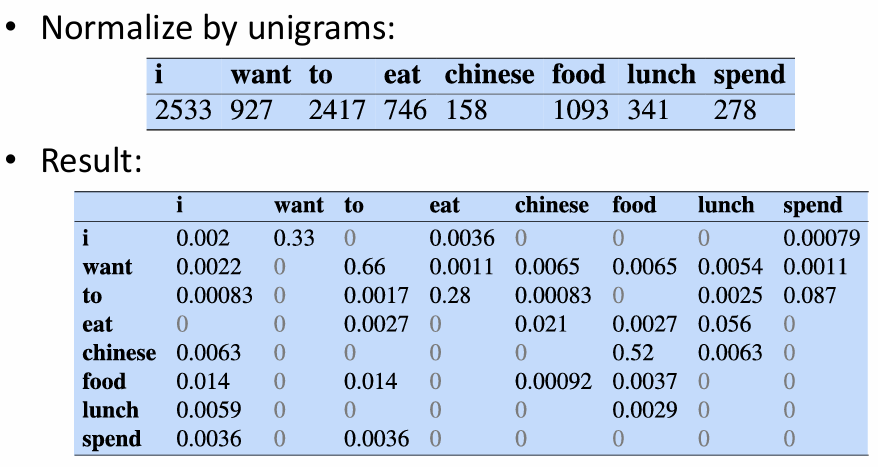 • Normalize by unigrams:
i want to eat chinese food lunch spend
2533 927 2417 746 158 1093 341 278
• Result:
i want to eat chinese food lunch spend
i 0.002 0.33 0 0.0036 0 0 0 0.00079
want 0.0022 0 0.66 0.0011 0.0065 0.0065 0.0054 0.0011
to 0.00083 0 0.0017 0.28 0.00083 0 0.0025 0.087
eat 0 0 0.0027 0 0.021 0.0027 0.056 0
chinese 0.0063 0 0 0 0 0.52 0.0063 0
food 0.014 0 0.014 0 0.00092 0.0037 0 0
lunch 0.0059 0 0 0 0 0.0029 0 0
spend 0.0036 0 0.0036 0 0 0 0 0